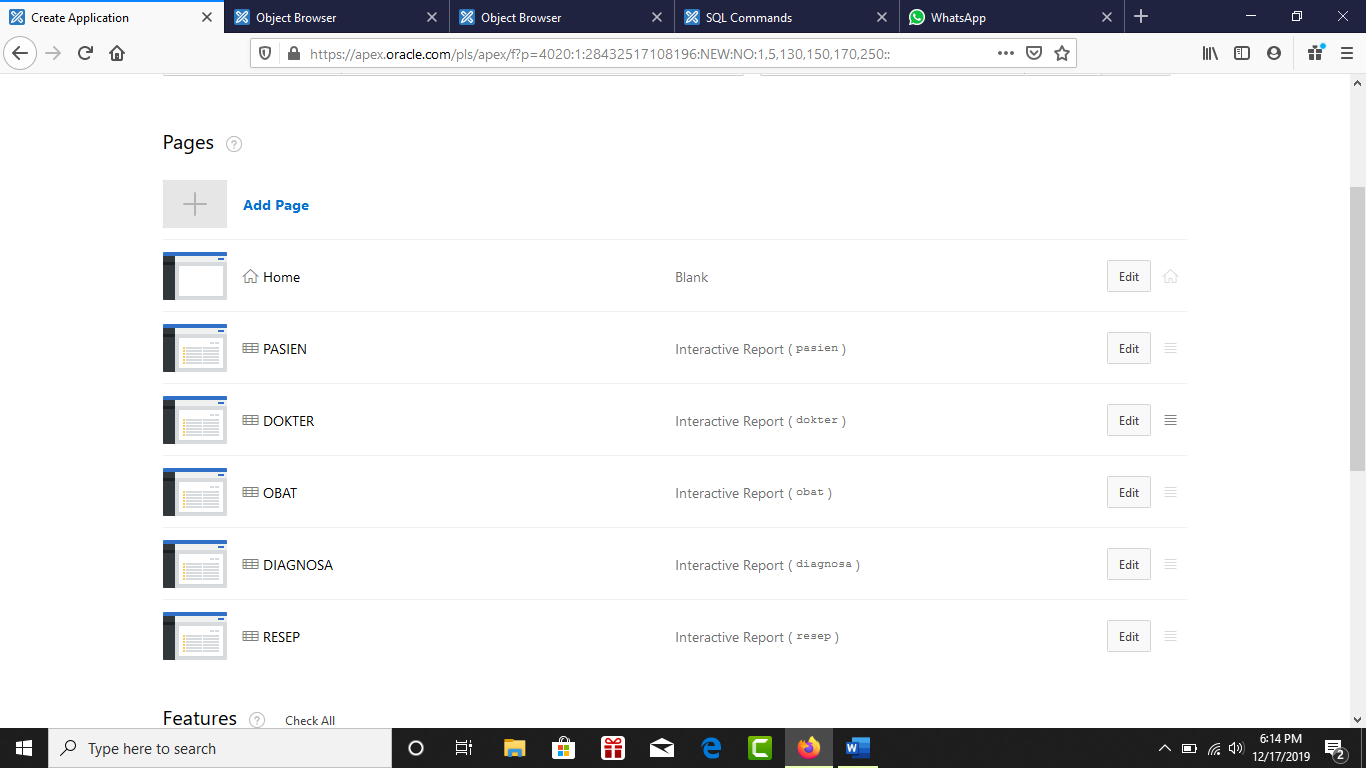 Create Application
Object Browser
Object Browser
SQL Commands
WhatsApp
https://apex.oracle.com/pls/apex/f?p=4020:1:28432517108196:NEW:NO:1,5,130,150,170,250::
Pages ?
Add Page
Home Blank Edit
PASIEN Interactive Report ( pasien ) Edit
DOKTER Interactive Report ( dokter ) Edit
OBAT Interactive Report ( obat ) Edit
DIAGNOSA Interactive Report ( diagnosa ) Edit
RESEP Interactive Report ( resep ) Edit
Features ? Check All
Type here to search
6:14 PM
12/17/2019
2